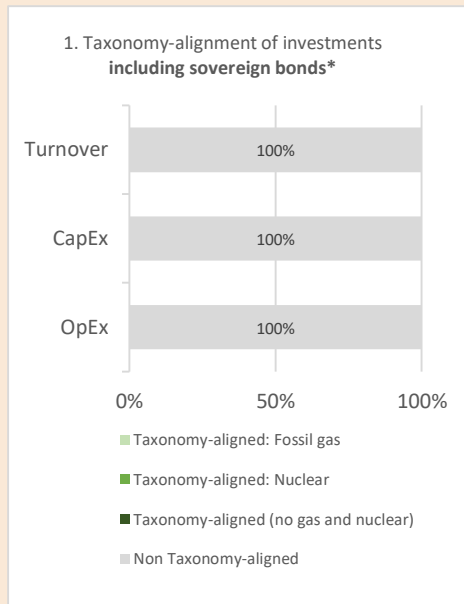 1. Taxonomy-alignment of investments
including sovereign bonds*
Turnover
100%
CapEx
100%
OpEx
100%
0%
50%
100%
Taxonomy-aligned: Fossil gas
Taxonomy-aligned: Nuclear
Taxonomy-aligned (no gas and nuclear)
Non Taxonomy-aligned